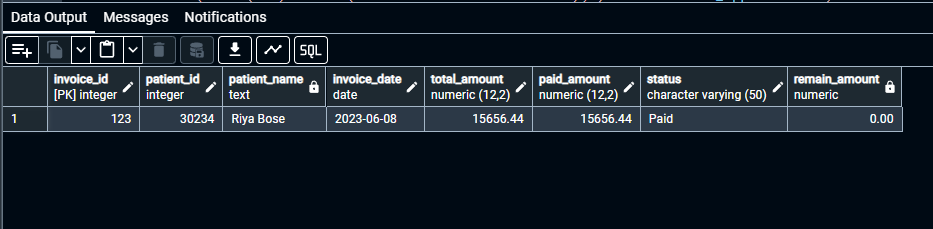 Data Output Messages Notifications
SQL
invoice_id patient_id patient_name invoice_date total_amount paid_amount status remain_amount
[PK] integer integer text date numeric (12,2) numeric (12,2) character varying (50) numeric
1 123 30234 Riya Bose 2023-06-08 15656.44 15656.44 Paid 0.00